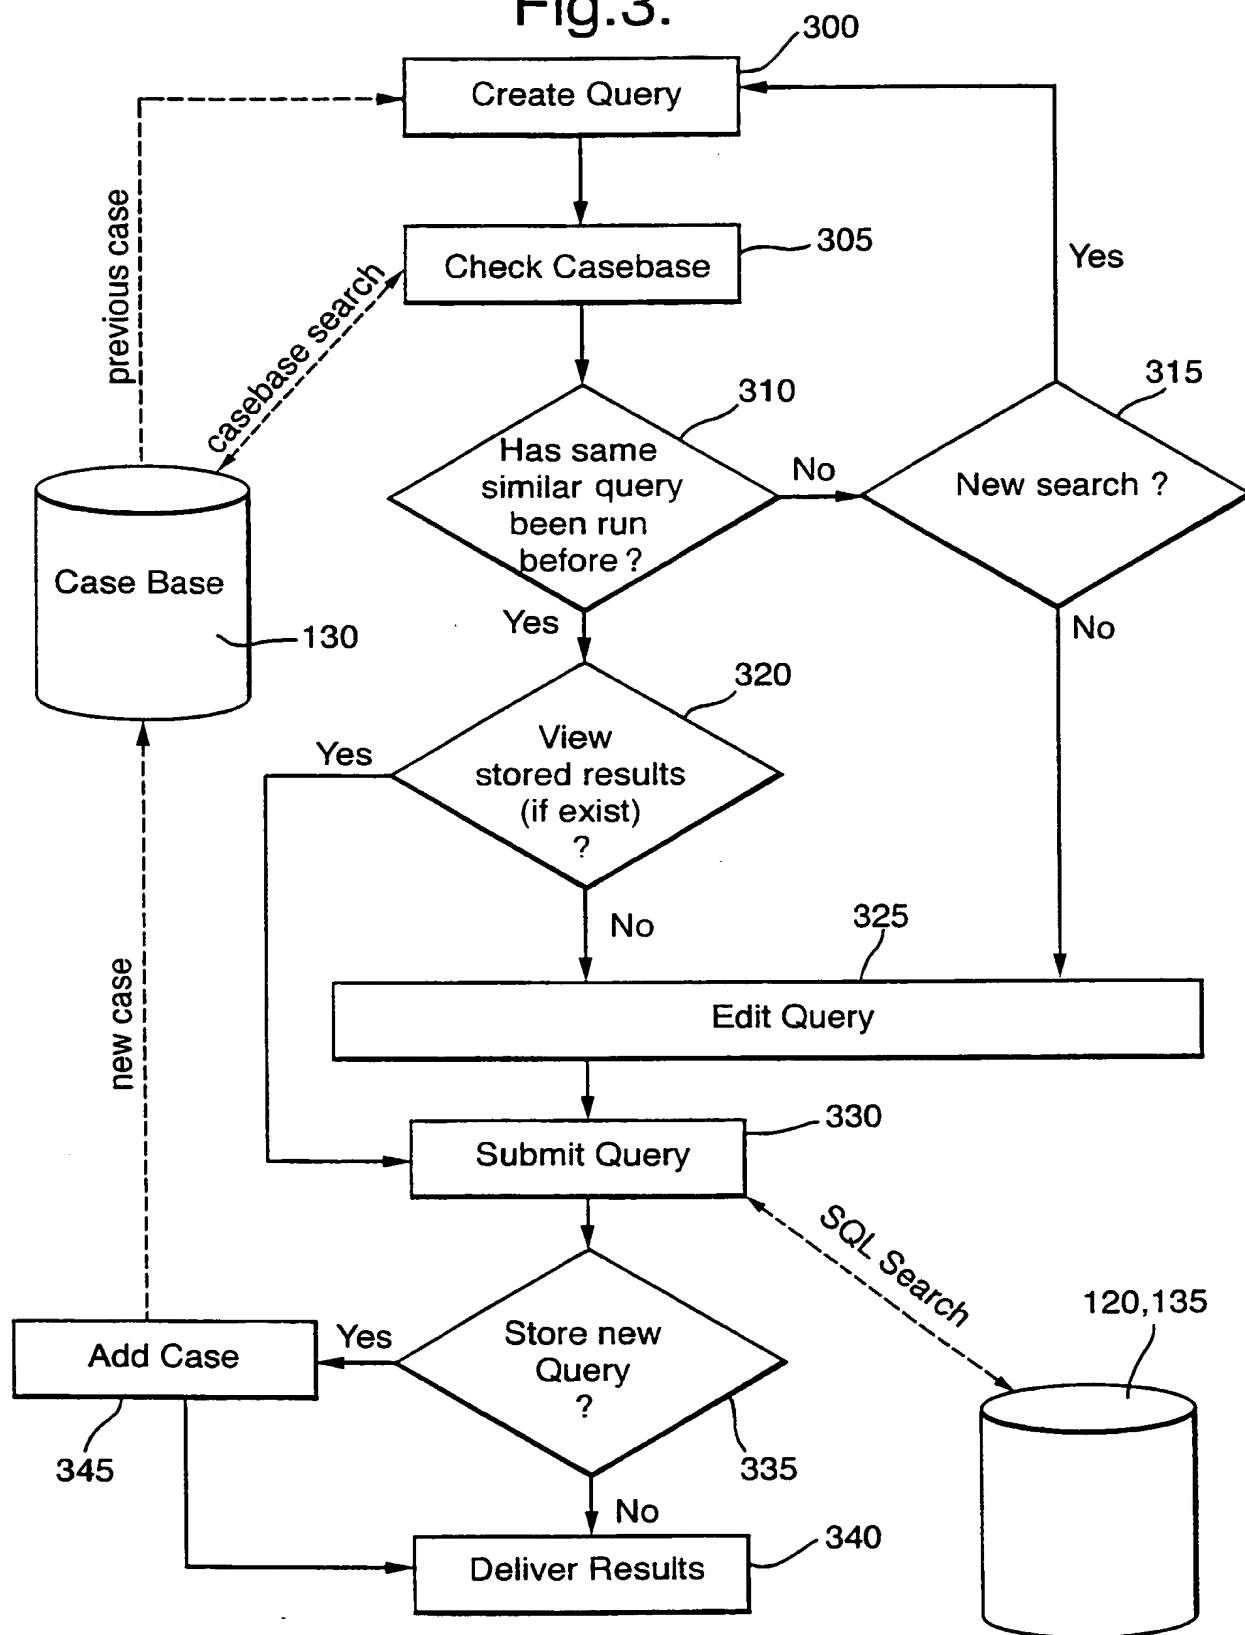 Fig.3.
300
Create Query
305
Check Casebase
Yes
previous case
casebase search
310
315
Has same
similar query
been run
before ?
No
New search ?
Case Base
130
Yes
No
320
View
stored results
(if exist)
?
Yes
No
325
Edit Query
new case
330
Submit Query
SQL Search
120,135
Store new
Query
?
Yes
Add Case
345
335
No
340
Deliver Results